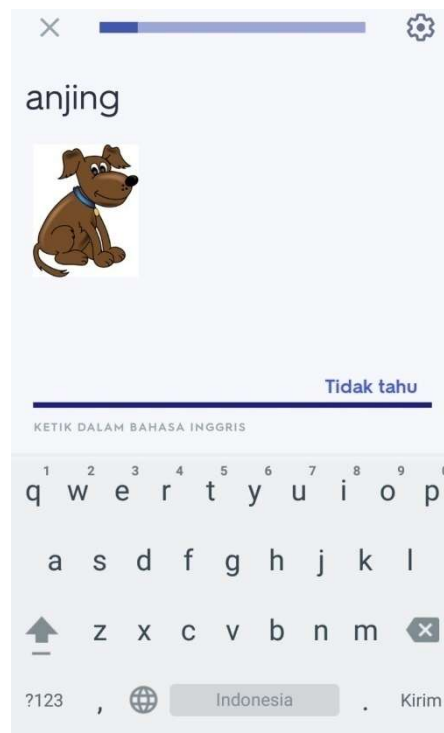 anjing
Tidak tahu
KETIK DALAM BAHASA INGGRIS
1 2 3 4 5 6 7 8 9
q w e r t y u i o p
a s d f g h j k l
z x c v b n m
?123 , Indonesia . Kirim